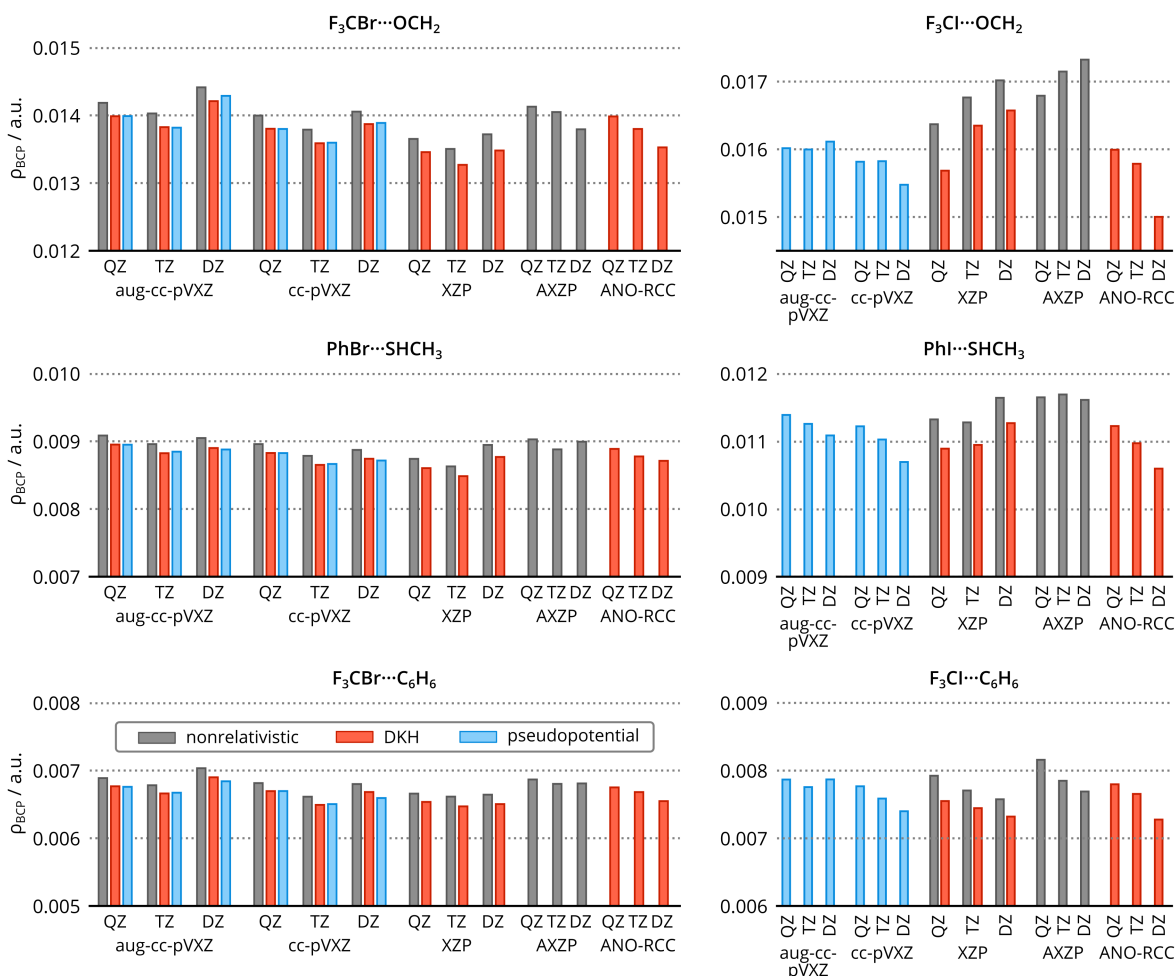 F₃CBr···OCH₂
ρBCP / a.u.
0.015
0.014
0.013
0.012
QZ TZ DZ QZ TZ DZ QZ TZ DZ QZ TZ DZ QZ TZ DZ
aug-cc-pVXZ cc-pVXZ XZP AXZP ANO-RCC
F₃CI···OCH₂
0.017
0.016
0.015
QZ TZ DZ QZ TZ DZ QZ TZ DZ QZ TZ DZ QZ TZ DZ
aug-cc- cc-pVXZ XZP AXZP ANO-RCC
pVXZ
PhBr···SHCH₃
ρBCP / a.u.
0.010
0.009
0.008
0.007
QZ TZ DZ QZ TZ DZ QZ TZ DZ QZ TZ DZ QZ TZ DZ
aug-cc-pVXZ cc-pVXZ XZP AXZP ANO-RCC
PhI···SHCH₃
0.012
0.011
0.010
0.009
QZ TZ DZ QZ TZ DZ QZ TZ DZ QZ TZ DZ QZ TZ DZ
aug-cc- cc-pVXZ XZP AXZP ANO-RCC
pVXZ
F₃CBr···C₆H₆
ρBCP / a.u.
0.008
nonrelativistic DKH pseudopotential
0.007
0.006
0.005
QZ TZ DZ QZ TZ DZ QZ TZ DZ QZ TZ DZ QZ TZ DZ
aug-cc-pVXZ cc-pVXZ XZP AXZP ANO-RCC
F₃CI···C₆H₆
0.009
0.008
0.007
0.006
QZ TZ DZ QZ TZ DZ QZ TZ DZ QZ TZ DZ QZ TZ DZ
aug-cc- cc-pVXZ XZP AXZP ANO-RCC
pVXZ